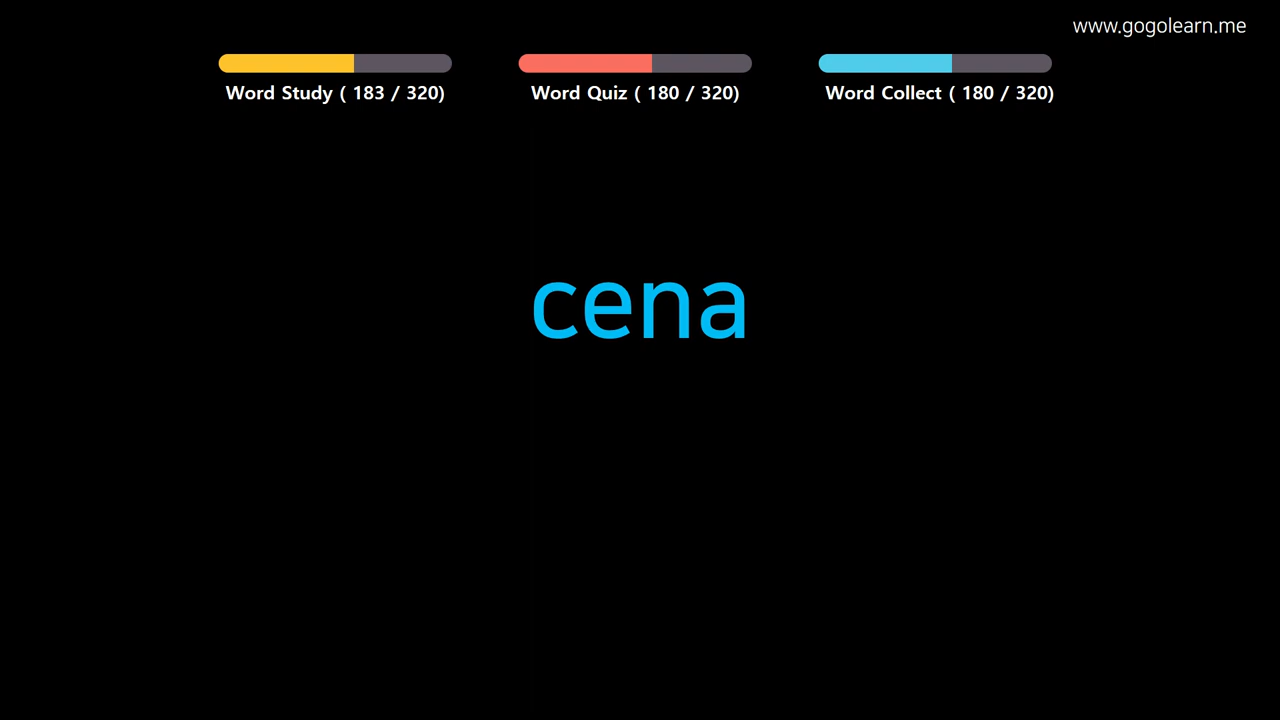 www.gogolearn.me
Word Study ( 183 / 320)
Word Quiz ( 180 / 320)
Word Collect ( 180 / 320)
cena